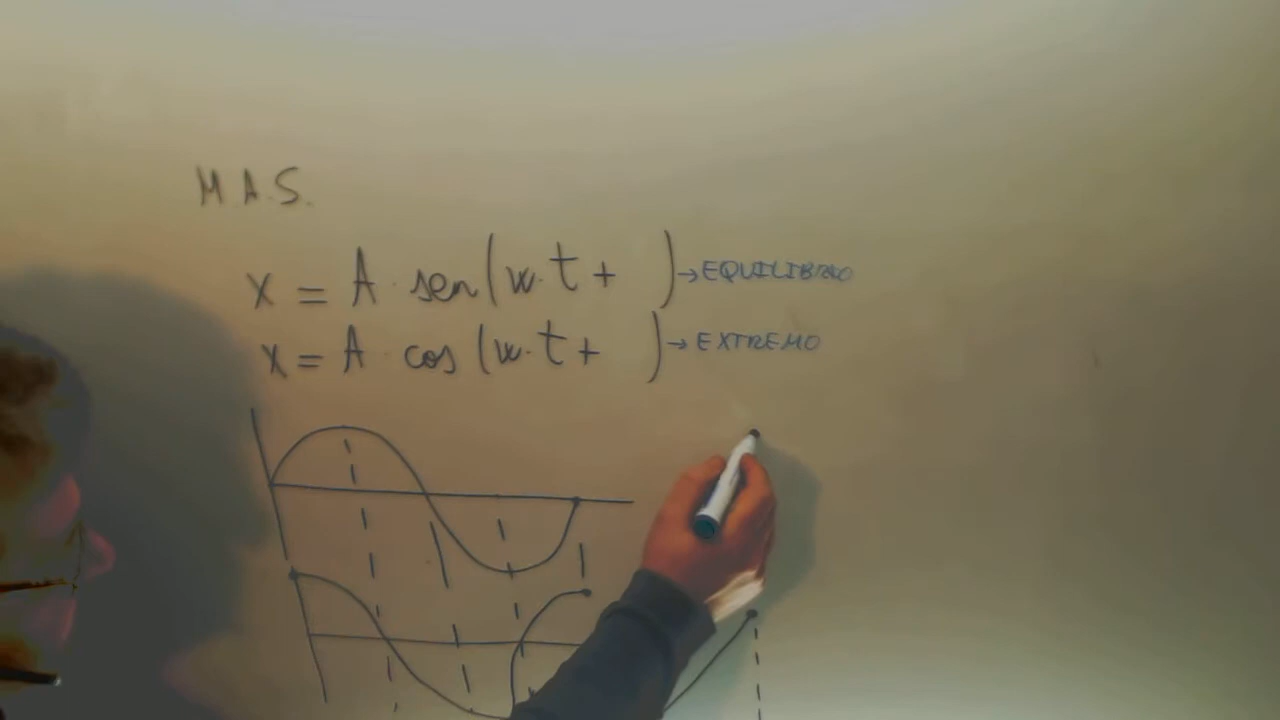 M.A.S.
x = A · sen(w·t + ) → EQUILIBRIO
x = A · cos(w·t + ) → EXTREMO